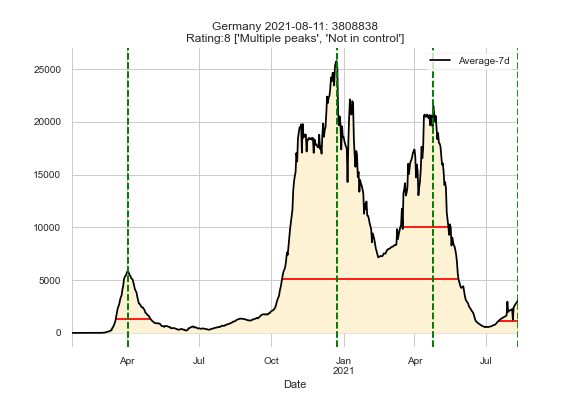 Germany 2021-08-11: 3808838
Rating:8 ['Multiple peaks', 'Not in control']
Average-7d
25000
20000
15000
10000
5000
0
Apr Jul Oct Jan Apr Jul
2021
Date